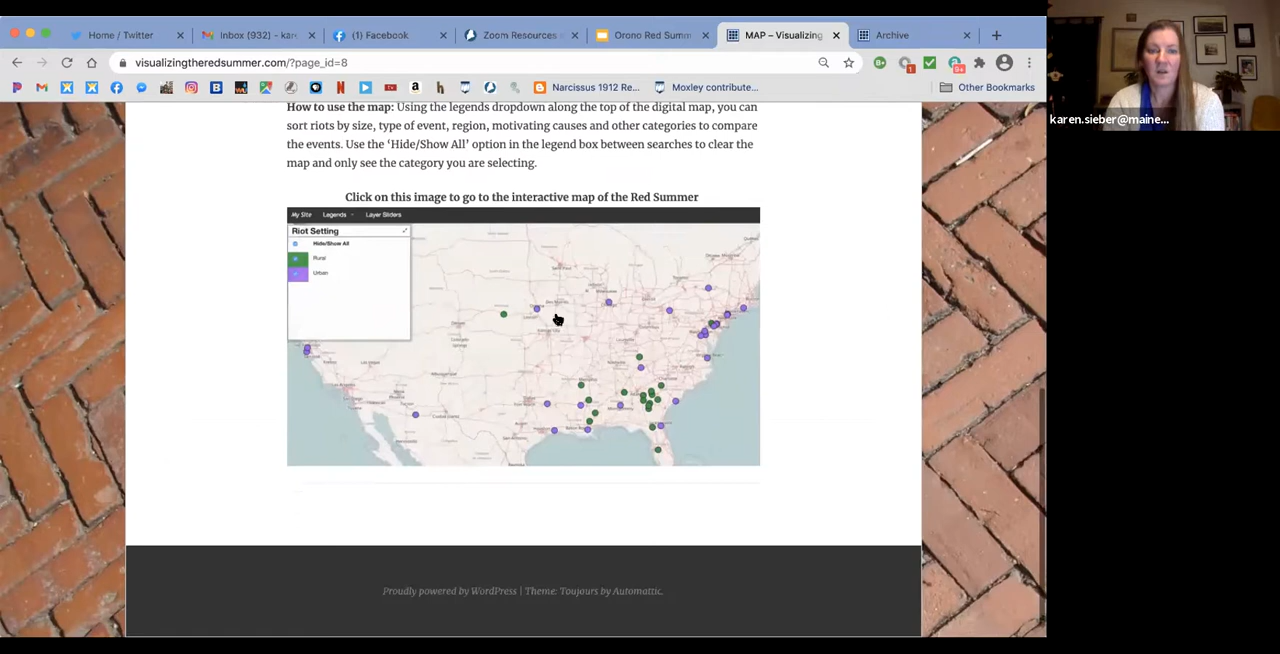 Home / Twitter
Inbox (932) - kar
(1) Facebook
Zoom Resources
Orono Red Summ
MAP – Visualizing
Archive
visualizingtheredsummer.com/?page_id=8
Narcissus 1912 Re...
Moxley contribute...
Other Bookmarks
karen.sieber@maine...
How to use the map: Using the legends dropdown along the top of the digital map, you can
sort riots by size, type of event, region, motivating causes and other categories to compare
the events. Use the ‘Hide/Show All’ option in the legend box between searches to clear the
map and only see the category you are selecting.
Click on this image to go to the interactive map of the Red Summer
My Site Legends Layer Sliders
Riot Setting
Hide/Show All
Rural
Urban
Proudly powered by WordPress | Theme: Toujours by Automattic.